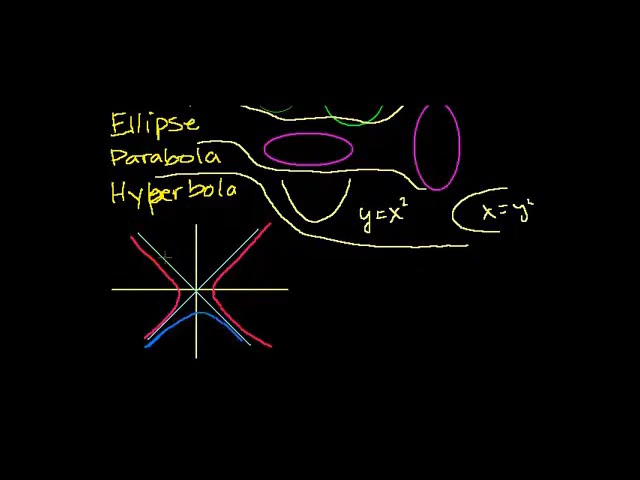 Ellipse
Parabola
Hyperbola
y=x²
x=y²